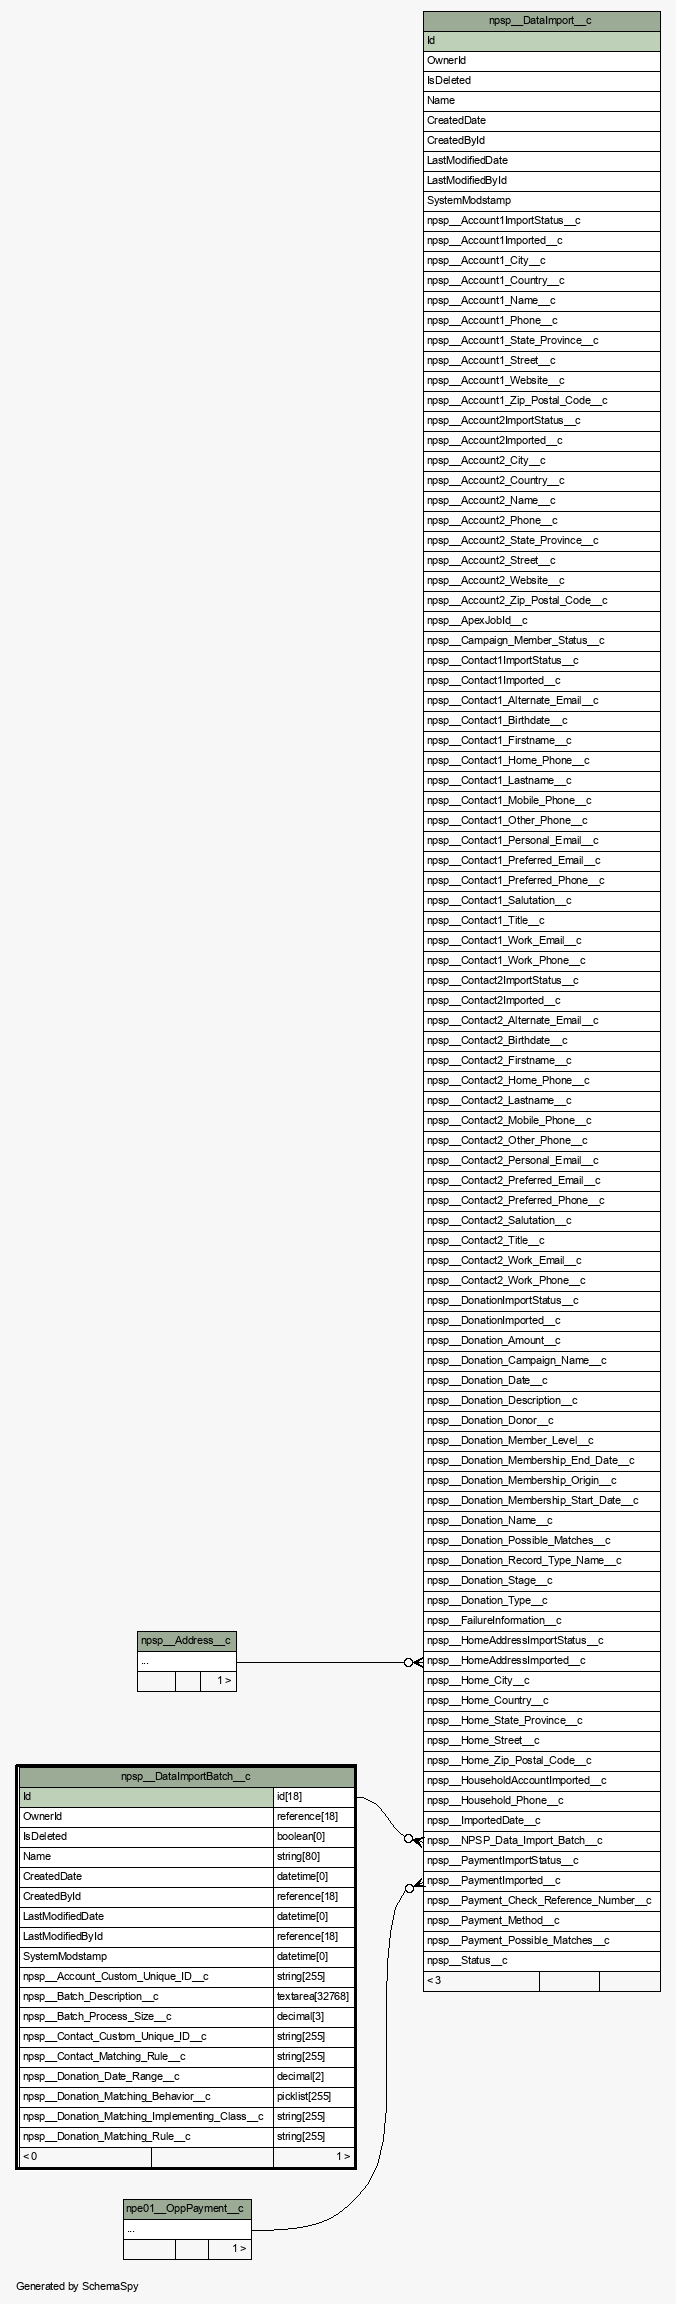 npsp__DataImport__c
Id
OwnerId
IsDeleted
Name
CreatedDate
CreatedById
LastModifiedDate
LastModifiedById
SystemModstamp
npsp__Account1ImportStatus__c
npsp__Account1Imported__c
npsp__Account1_City__c
npsp__Account1_Country__c
npsp__Account1_Name__c
npsp__Account1_Phone__c
npsp__Account1_State_Province__c
npsp__Account1_Street__c
npsp__Account1_Website__c
npsp__Account1_Zip_Postal_Code__c
npsp__Account2ImportStatus__c
npsp__Account2Imported__c
npsp__Account2_City__c
npsp__Account2_Country__c
npsp__Account2_Name__c
npsp__Account2_Phone__c
npsp__Account2_State_Province__c
npsp__Account2_Street__c
npsp__Account2_Website__c
npsp__Account2_Zip_Postal_Code__c
npsp__ApexJobId__c
npsp__Campaign_Member_Status__c
npsp__Contact1ImportStatus__c
npsp__Contact1Imported__c
npsp__Contact1_Alternate_Email__c
npsp__Contact1_Birthdate__c
npsp__Contact1_Firstname__c
npsp__Contact1_Home_Phone__c
npsp__Contact1_Lastname__c
npsp__Contact1_Mobile_Phone__c
npsp__Contact1_Other_Phone__c
npsp__Contact1_Personal_Email__c
npsp__Contact1_Preferred_Email__c
npsp__Contact1_Preferred_Phone__c
npsp__Contact1_Salutation__c
npsp__Contact1_Title__c
npsp__Contact1_Work_Email__c
npsp__Contact1_Work_Phone__c
npsp__Contact2ImportStatus__c
npsp__Contact2Imported__c
npsp__Contact2_Alternate_Email__c
npsp__Contact2_Birthdate__c
npsp__Contact2_Firstname__c
npsp__Contact2_Home_Phone__c
npsp__Contact2_Lastname__c
npsp__Contact2_Mobile_Phone__c
npsp__Contact2_Other_Phone__c
npsp__Contact2_Personal_Email__c
npsp__Contact2_Preferred_Email__c
npsp__Contact2_Preferred_Phone__c
npsp__Contact2_Salutation__c
npsp__Contact2_Title__c
npsp__Contact2_Work_Email__c
npsp__Contact2_Work_Phone__c
npsp__DonationImportStatus__c
npsp__DonationImported__c
npsp__Donation_Amount__c
npsp__Donation_Campaign_Name__c
npsp__Donation_Date__c
npsp__Donation_Description__c
npsp__Donation_Donor__c
npsp__Donation_Member_Level__c
npsp__Donation_Membership_End_Date__c
npsp__Donation_Membership_Origin__c
npsp__Donation_Membership_Start_Date__c
npsp__Donation_Name__c
npsp__Donation_Possible_Matches__c
npsp__Donation_Record_Type_Name__c
npsp__Donation_Stage__c
npsp__Donation_Type__c
npsp__FailureInformation__c
npsp__HomeAddressImportStatus__c
npsp__HomeAddressImported__c
npsp__Home_City__c
npsp__Home_Country__c
npsp__Home_State_Province__c
npsp__Home_Street__c
npsp__Home_Zip_Postal_Code__c
npsp__HouseholdAccountImported__c
npsp__Household_Phone__c
npsp__ImportedDate__c
npsp__NPSP_Data_Import_Batch__c
npsp__PaymentImportStatus__c
npsp__PaymentImported__c
npsp__Payment_Check_Reference_Number__c
npsp__Payment_Method__c
npsp__Payment_Possible_Matches__c
npsp__Status__c
< 3
npsp__Address__c
...
1 >
npsp__DataImportBatch__c
Id id[18]
OwnerId reference[18]
IsDeleted boolean[0]
Name string[80]
CreatedDate datetime[0]
CreatedById reference[18]
LastModifiedDate datetime[0]
LastModifiedById reference[18]
SystemModstamp datetime[0]
npsp__Account_Custom_Unique_ID__c string[255]
npsp__Batch_Description__c textarea[32768]
npsp__Batch_Process_Size__c decimal[3]
npsp__Contact_Custom_Unique_ID__c string[255]
npsp__Contact_Matching_Rule__c string[255]
npsp__Donation_Date_Range__c decimal[2]
npsp__Donation_Matching_Behavior__c picklist[255]
npsp__Donation_Matching_Implementing_Class__c string[255]
npsp__Donation_Matching_Rule__c string[255]
< 0 1 >
npe01__OppPayment__c
...
1 >
Generated by SchemaSpy